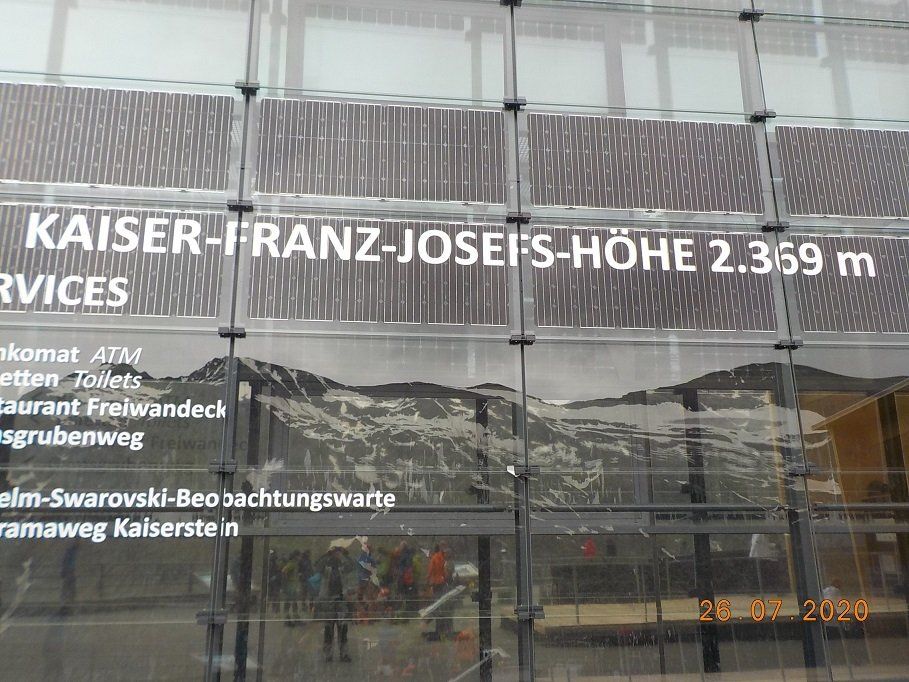 KAISER-FRANZ-JOSEFS-HÖHE 2.369 m
RVICES
nkomat ATM
etten Toilets
taurant Freiwandeck
nsgrubenweg
elm-Swarovski-Beobachtungswarte
ramaweg Kaiserstein
26.07.2020